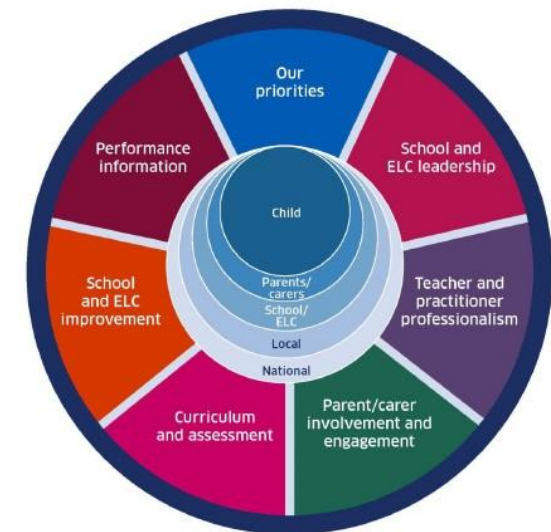 Our
priorities
School and
ELC leadership
Teacher and
practitioner
professionalism
Parent/carer
involvement and
engagement
Curriculum
and assessment
School
and ELC
improvement
Performance
information
Child
Parents/
carers
School/
ELC
Local
National